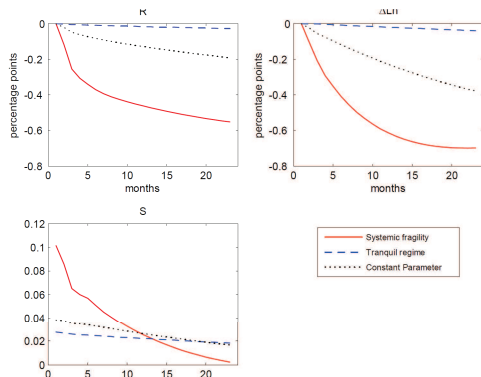 R
0
-0.2
-0.4
-0.6
-0.8
percentage points
0 5 10 15 20
months
ΔLn
0
-0.2
-0.4
-0.6
-0.8
percentage points
0 5 10 15 20
months
S
0.12
0.1
0.08
0.06
0.04
0.02
0
0 5 10 15 20
Systemic fragility
Tranquil regime
Constant Parameter